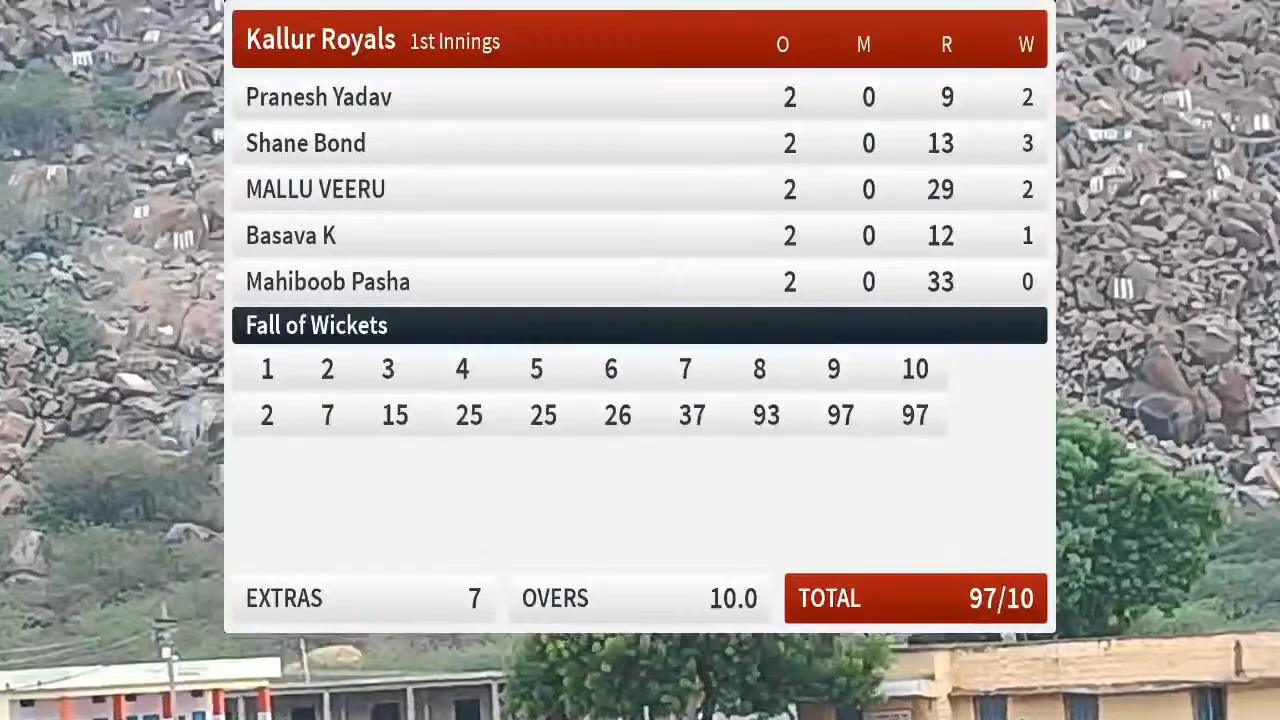 Kallur Royals 1st Innings O M R W
Pranesh Yadav 2 0 9 2
Shane Bond 2 0 13 3
MALLU VEERU 2 0 29 2
Basava K 2 0 12 1
Mahiboob Pasha 2 0 33 0
Fall of Wickets
1 2 3 4 5 6 7 8 9 10
2 7 15 25 25 26 37 93 97 97
EXTRAS 7 OVERS 10.0 TOTAL 97/10